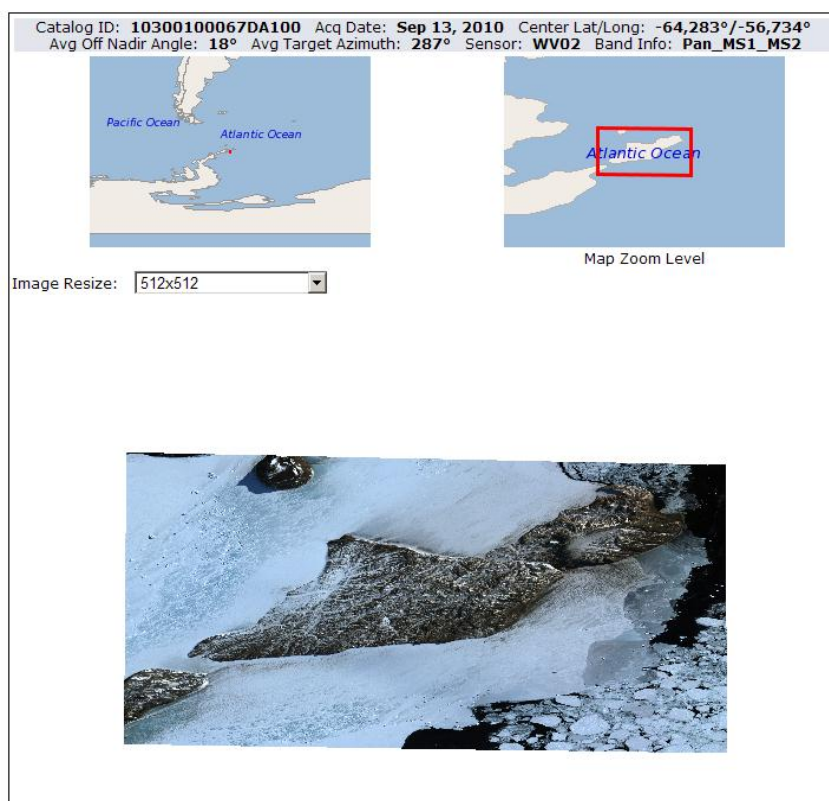 Catalog ID: 10300100067DA100 Acq Date: Sep 13, 2010 Center Lat/Long: -64,283°/-56,734°
Avg Off Nadir Angle: 18° Avg Target Azimuth: 287° Sensor: WV02 Band Info: Pan_MS1_MS2
Pacific Ocean
Atlantic Ocean
Atlantic Ocean
Map Zoom Level
Image Resize: 512x512